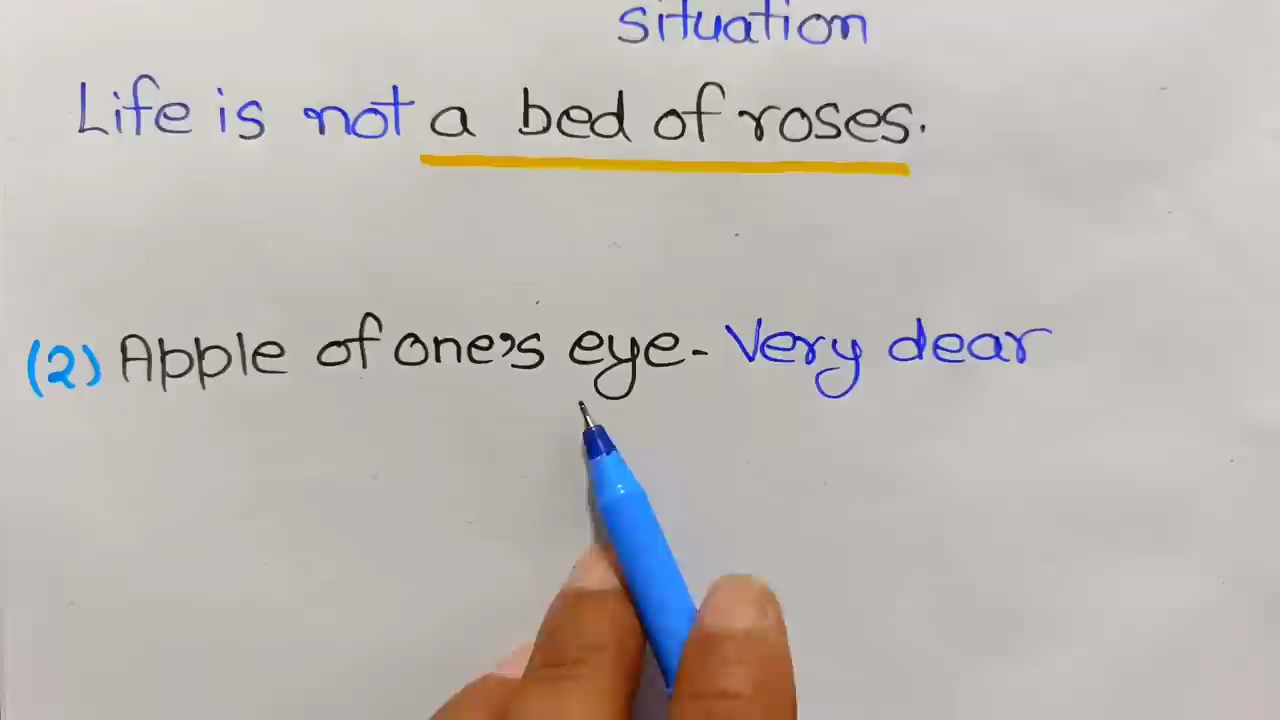 situation
Life is not a bed of roses.
(2) Apple of one's eye - Very dear